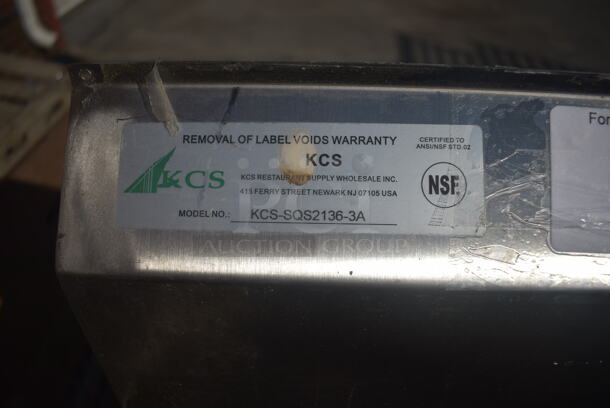 REMOVAL OF LABEL VOIDS WARRANTY
KCS
KCS
KCS RESTAURANT SUPPLY WHOLESALE INC.
FERRY STREET NEWARK NJ 07105 USA
MODEL NO.: KCS-SQS2136-3A
CERTIFIED TO
ANSI/NSF STD.02
NSF
For
AUCTION GROUP